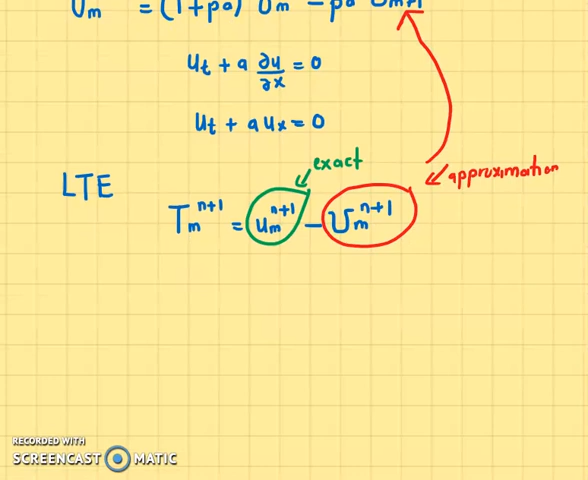 U_m = (1+pa) U_m - pa U_m+1
u_t + a ∂u/∂x = 0
u_t + a u_x = 0
exact
approximation
LTE
T_m^n+1 = u_m^n+1 - U_m^n+1
RECORDED WITH
SCREENCAST MATIC